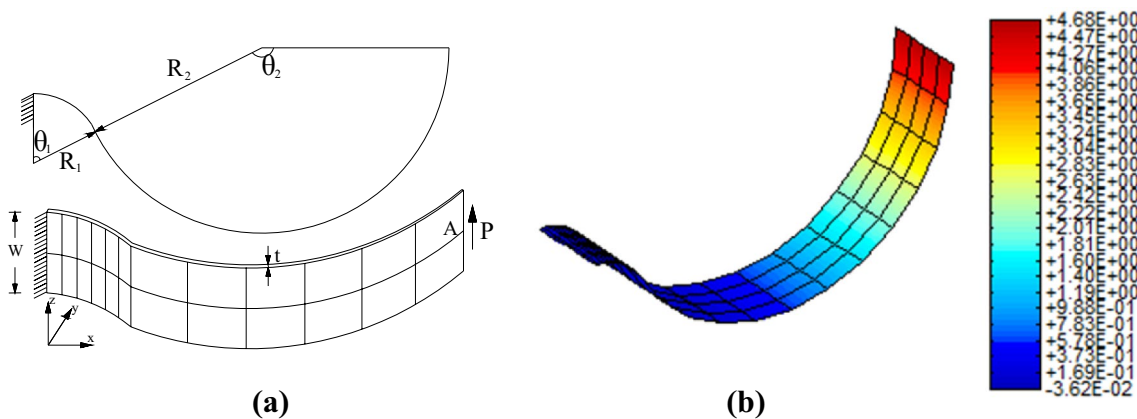 R2
θ2
θ1
R1
W
t
A
P
z
y
x
(a)
(b)
+4.68E+00
+4.47E+00
+4.27E+00
+4.06E+00
+3.86E+00
+3.65E+00
+3.45E+00
+3.24E+00
+3.04E+00
+2.83E+00
+2.63E+00
+2.42E+00
+2.22E+00
+2.01E+00
+1.81E+00
+1.60E+00
+1.40E+00
+1.19E+00
+9.88E-01
+7.83E-01
+5.78E-01
+3.73E-01
+1.69E-01
-3.62E-02